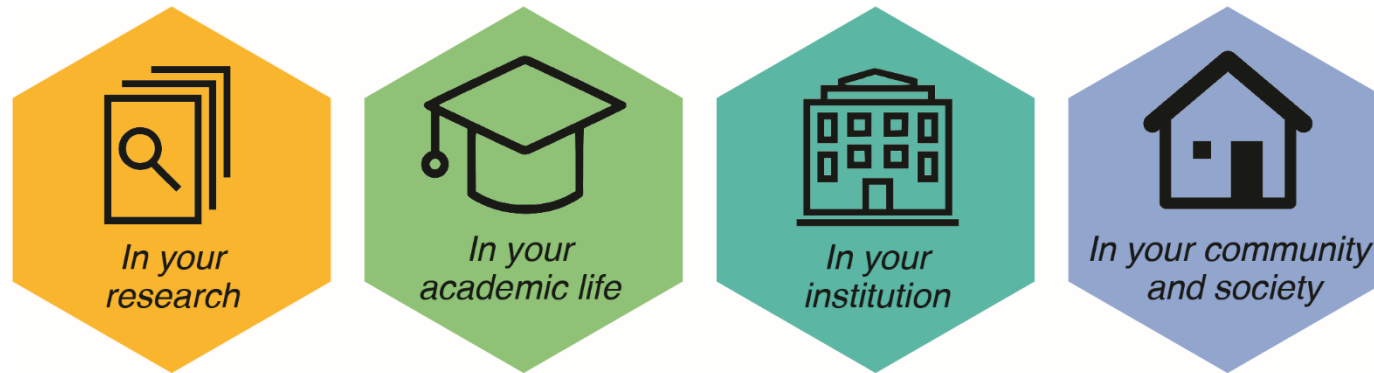 In your
research
In your
academic life
In your
institution
In your community
and society